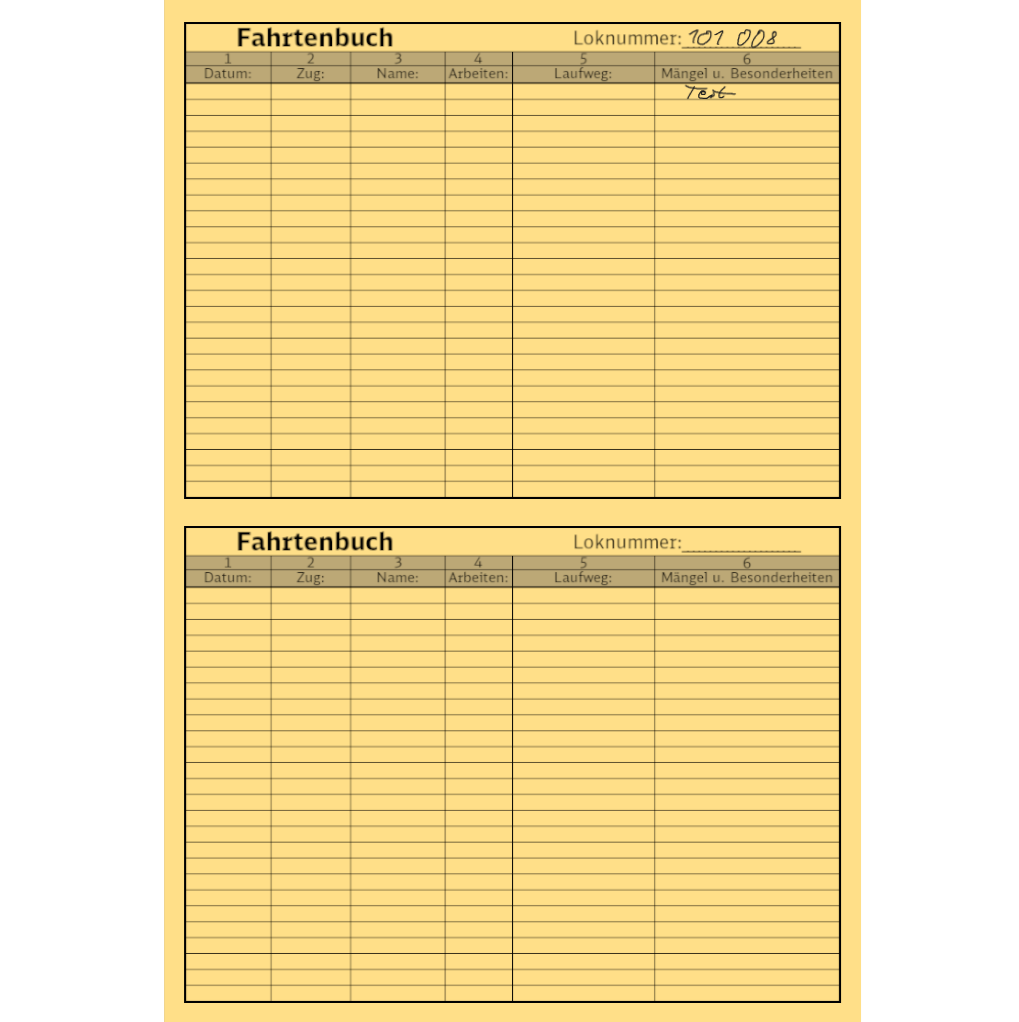 Fahrtenbuch Loknummer: 101 008
1 2 3 4 5 6
Datum: Zug: Name: Arbeiten: Laufweg: Mängel u. Besonderheiten
Test
Fahrtenbuch Loknummer:
1 2 3 4 5 6
Datum: Zug: Name: Arbeiten: Laufweg: Mängel u. Besonderheiten